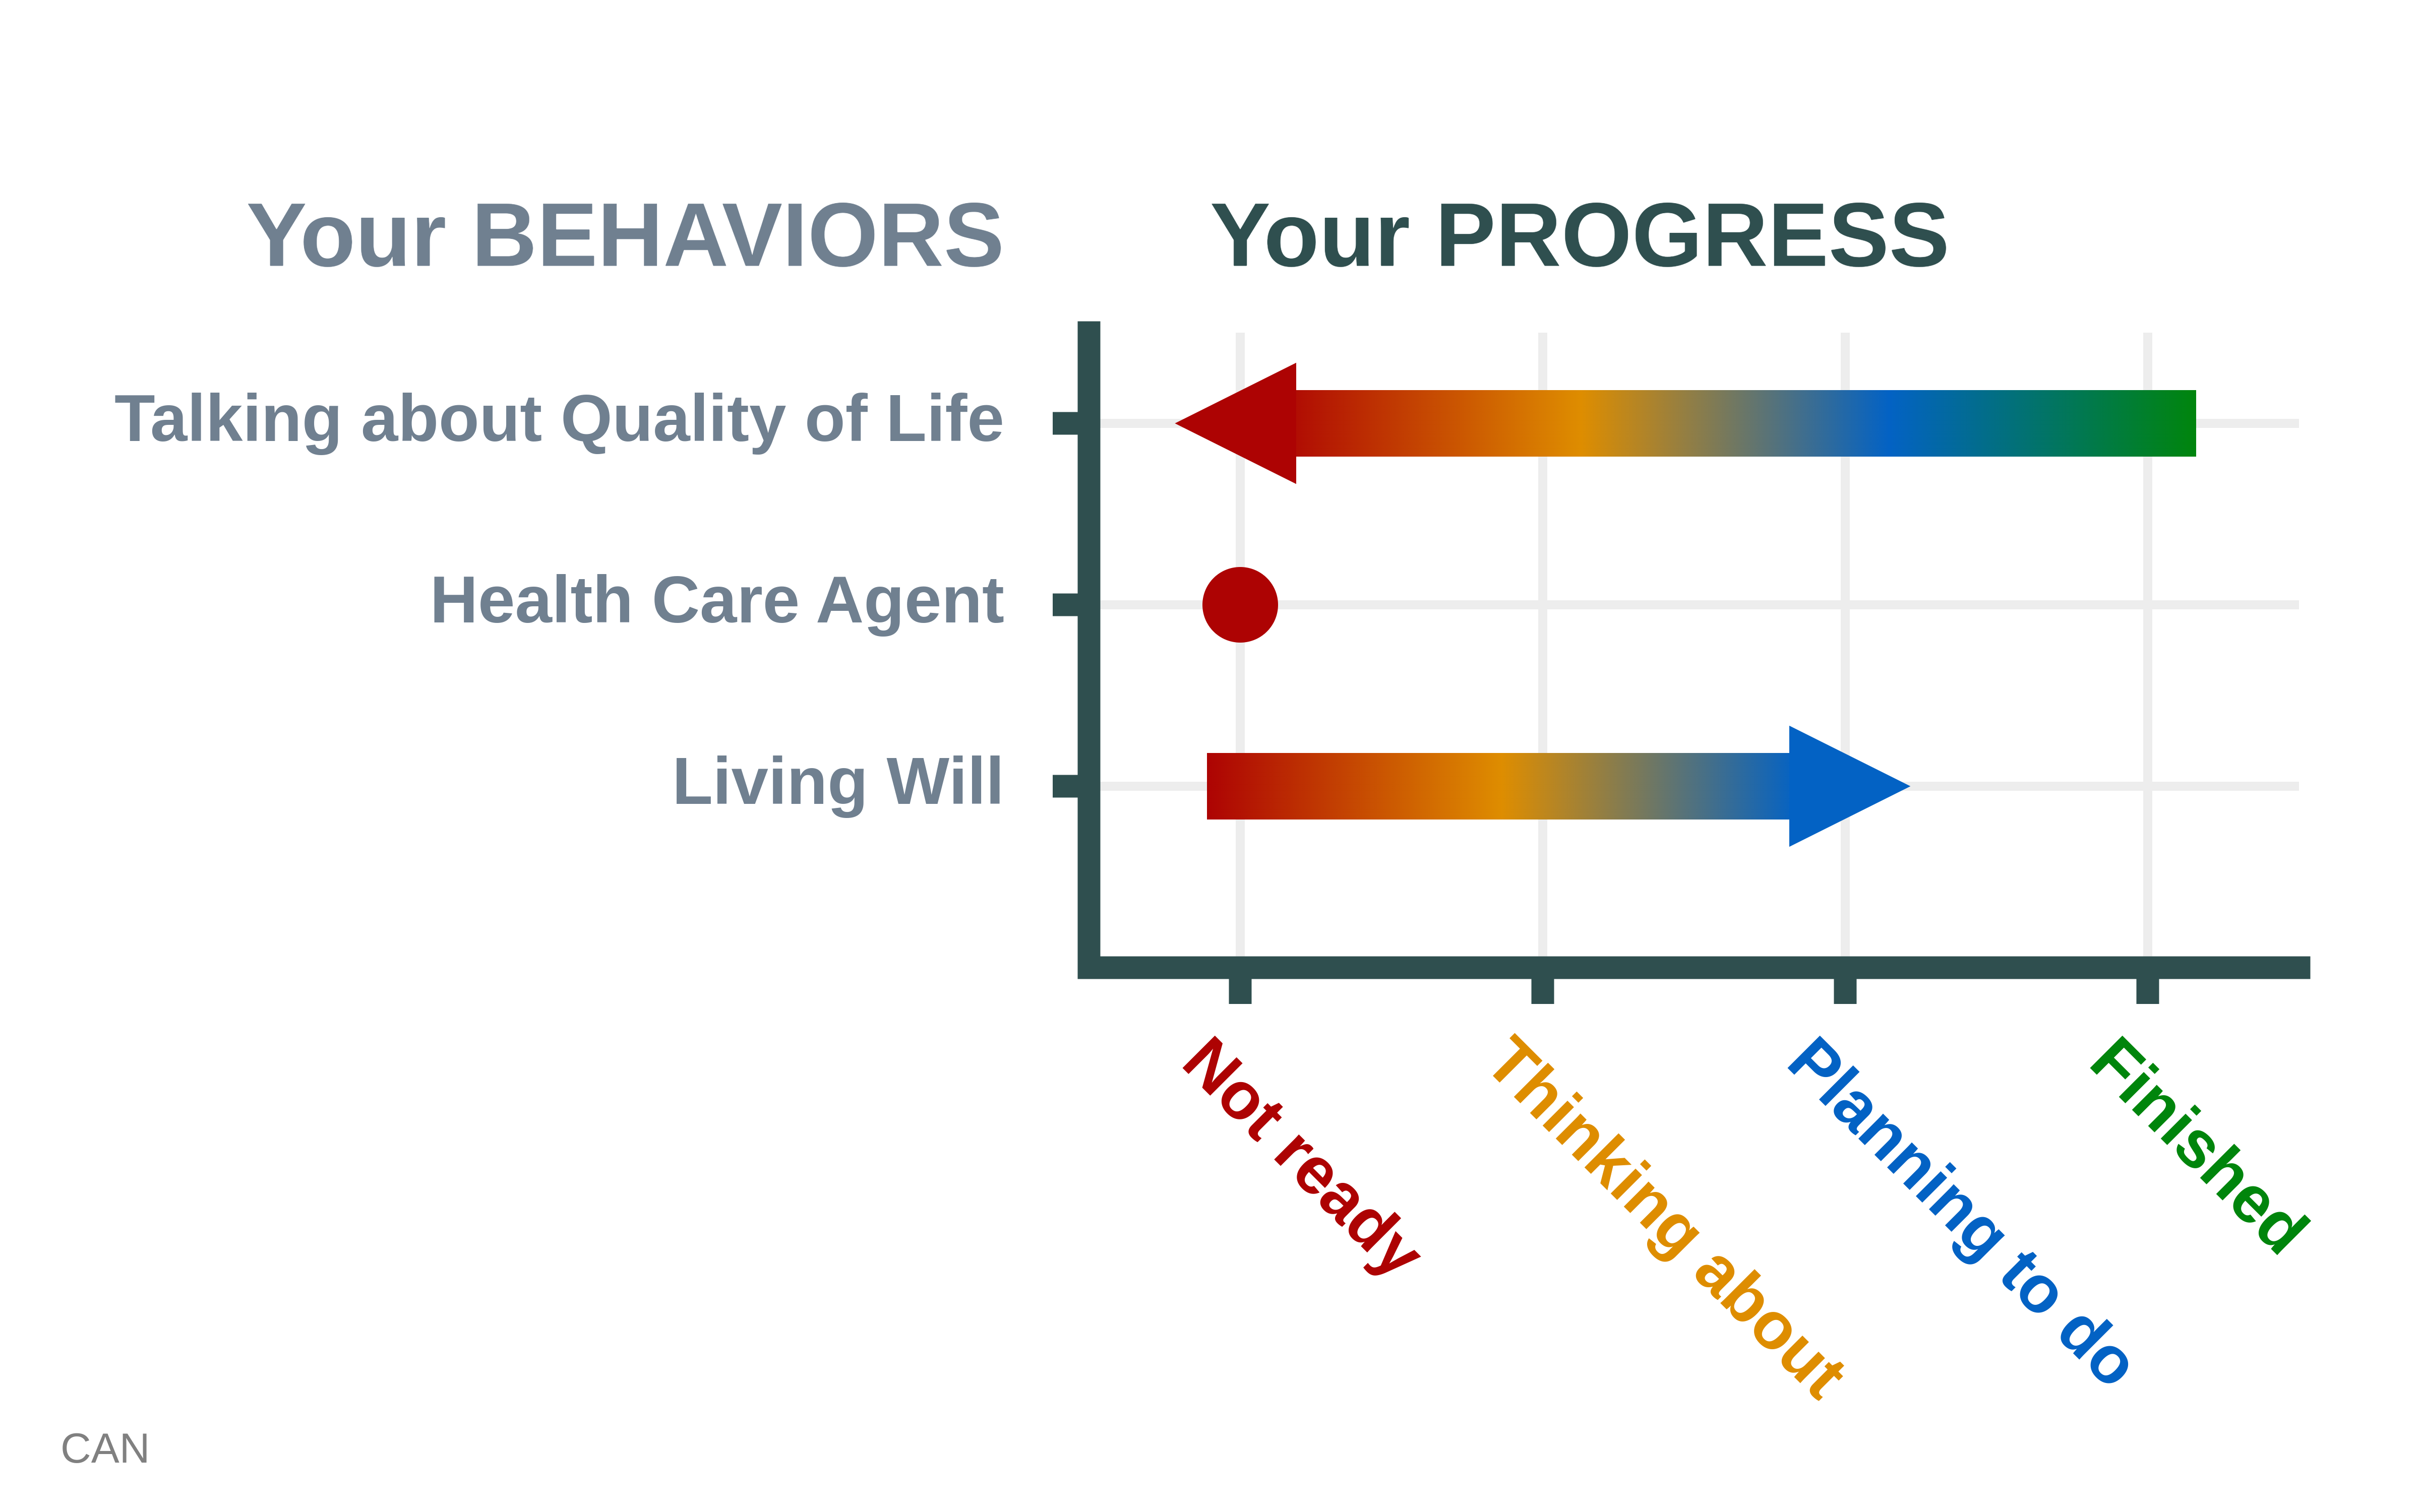 Your BEHAVIORS
Your PROGRESS
Talking about Quality of Life
Health Care Agent
Living Will
Not ready
Thinking about
Planning to do
Finished
CAN